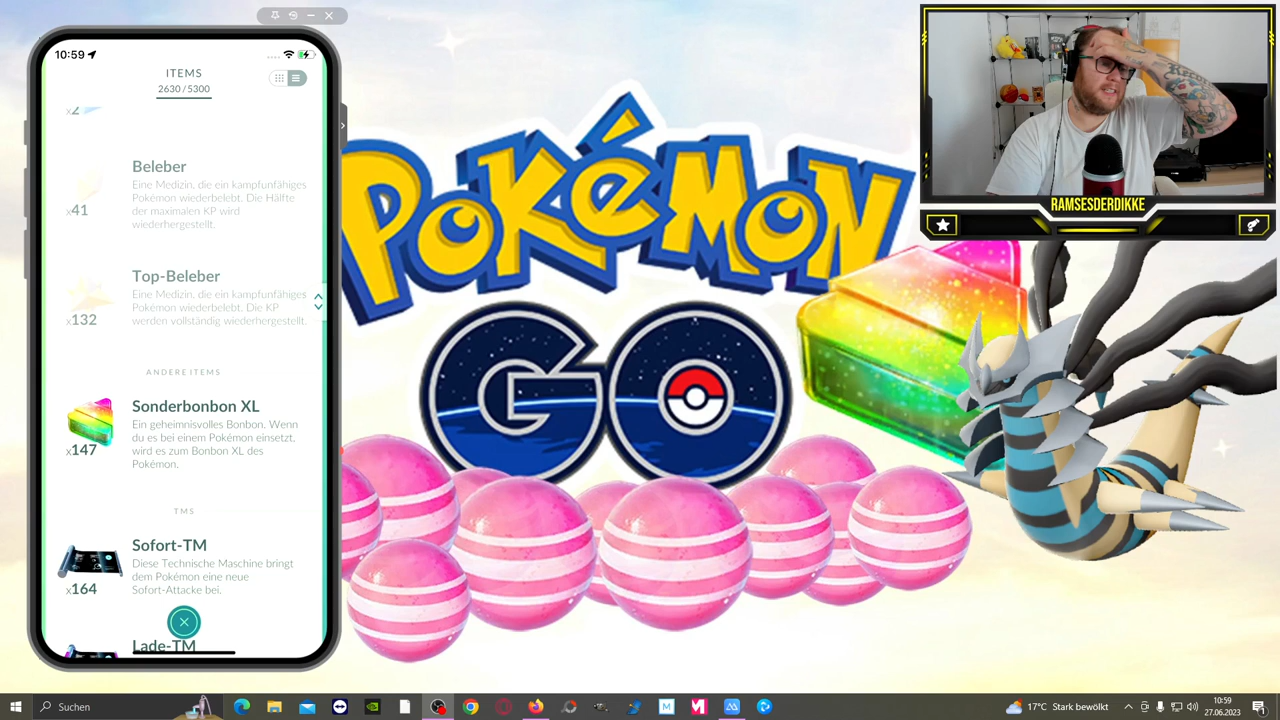 10:59
ITEMS
2630 / 5300
x2
Beleber
Eine Medizin, die ein kampfunfähiges
Pokémon wiederbelebt. Die Hälfte
der maximalen KP wird
wiederhergestellt.
x41
Top-Beleber
Eine Medizin, die ein kampfunfähiges
Pokémon wiederbelebt. Die KP
werden vollständig wiederhergestellt.
x132
ANDERE ITEMS
Sonderbonbon XL
Ein geheimnisvolles Bonbon. Wenn
du es bei einem Pokémon einsetzt,
wird es zum Bonbon XL des
Pokémon.
x147
TMS
Sofort-TM
Diese Technische Maschine bringt
dem Pokémon eine neue
Sofort-Attacke bei.
x164
Lade-TM
POKéMON
GO
RAMSESDERDIKKE
Suchen
17°C Stark bewölkt
10:59
27.06.2023